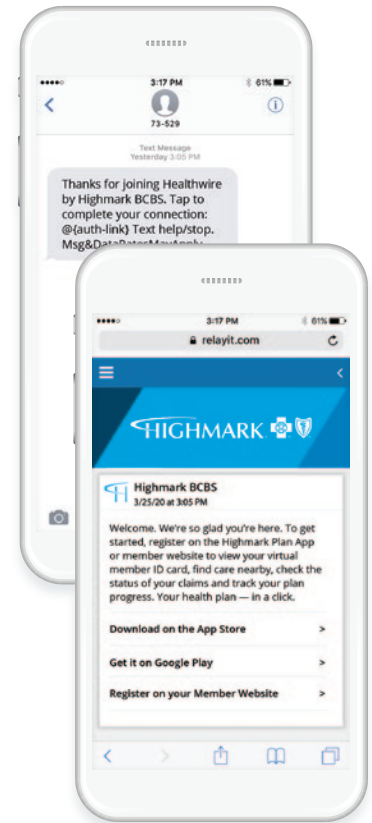 3:17 PM
61%
73-529
Text Message
Yesterday 3:05 PM
Thanks for joining Healthwire
by Highmark BCBS. Tap to
complete your connection:
@{auth-link} Text help/stop.
Msg&DataRatesMayApply
3:17 PM
61%
relayit.com
HIGHMARK
Highmark BCBS
3/25/20 at 3:05 PM
Welcome. We're so glad you're here. To get
started, register on the Highmark Plan App
or member website to view your virtual
member ID card, find care nearby, check the
status of your claims and track your plan
progress. Your health plan — in a click.
Download on the App Store >
Get it on Google Play >
Register on your Member Website >